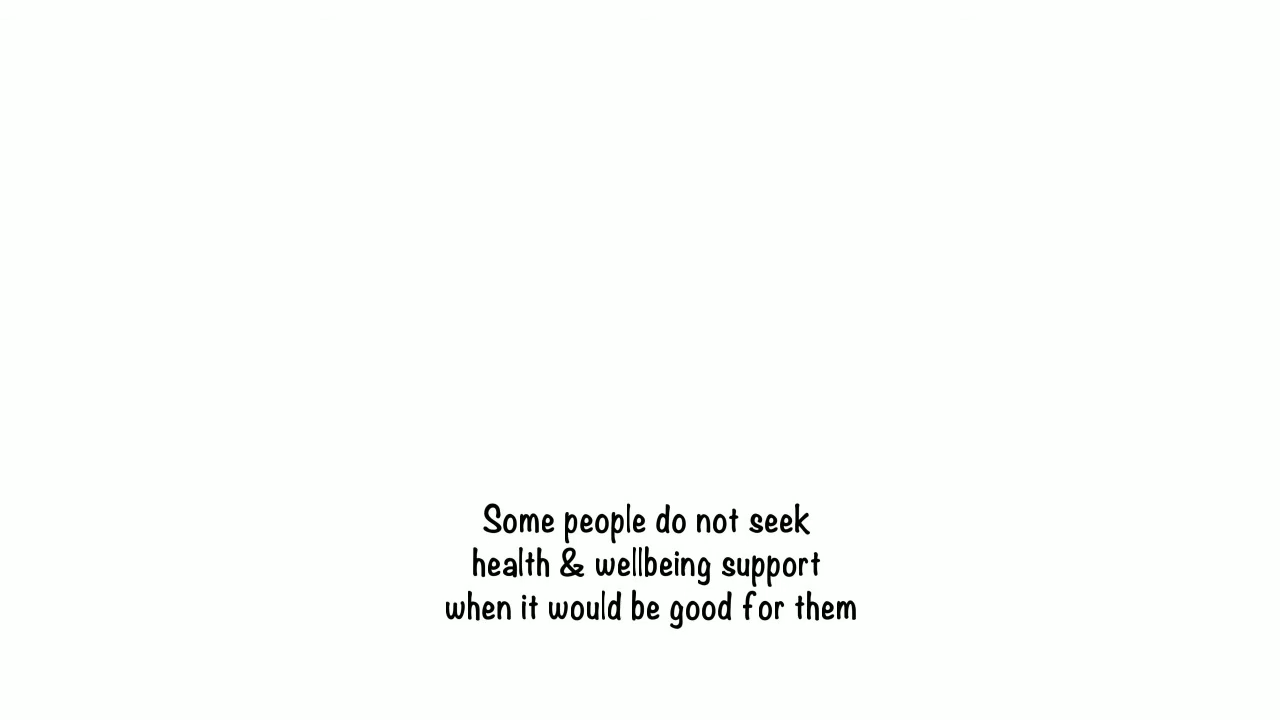 Some people do not seek
health & wellbeing support
when it would be good for them